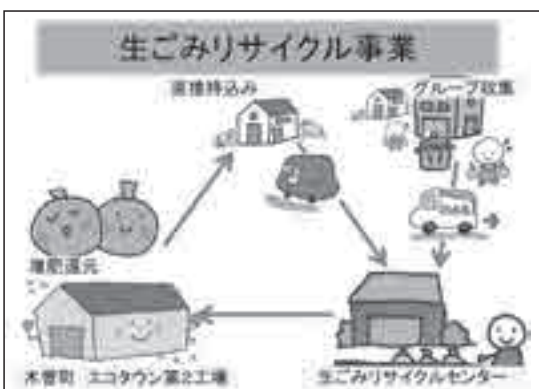 生ごみリサイクル事業
直接持込み
グループ収集
堆肥還元
木曽町 エコタウン第2工場
生ごみリサイクルセンター